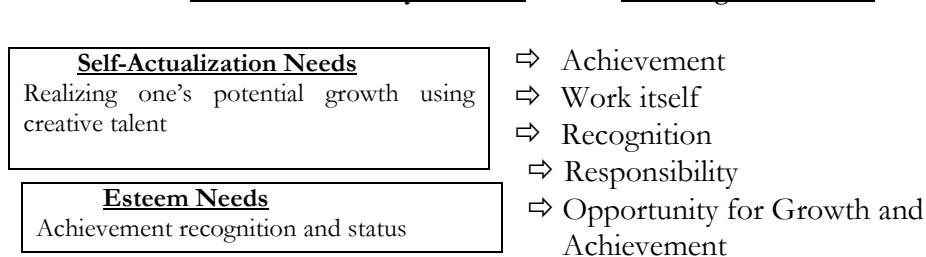 Self-Actualization Needs
Realizing one's potential growth using
creative talent
Esteem Needs
Achievement recognition and status
⇨ Achievement
⇨ Work itself
⇨ Recognition
⇨ Responsibility
⇨ Opportunity for Growth and
Achievement